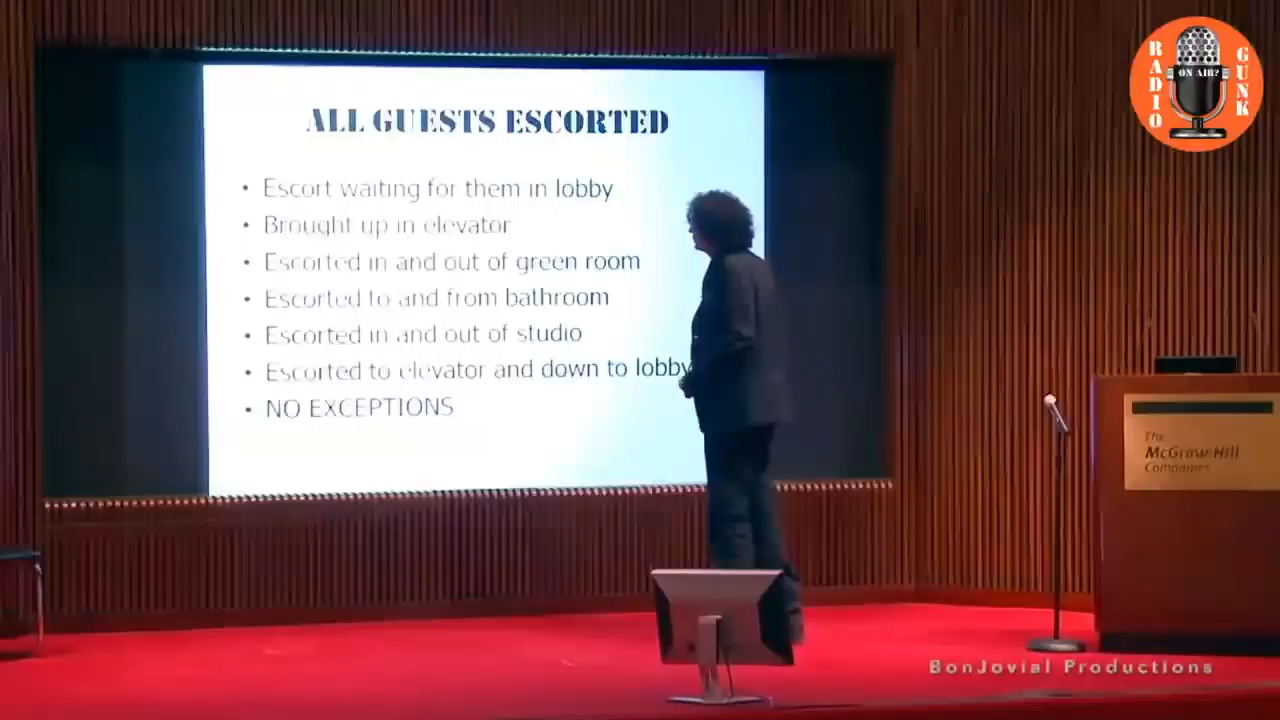 ALL GUESTS ESCORTED
• Escort waiting for them in lobby
• Brought up in elevator
• Escorted in and out of green room
• Escorted to and from bathroom
• Escorted in and out of studio
• Escorted to elevator and down to lobby
• NO EXCEPTIONS
RADIO
ON AIR?
GUNK
The
McGraw-Hill
Companies
BonJovial Productions